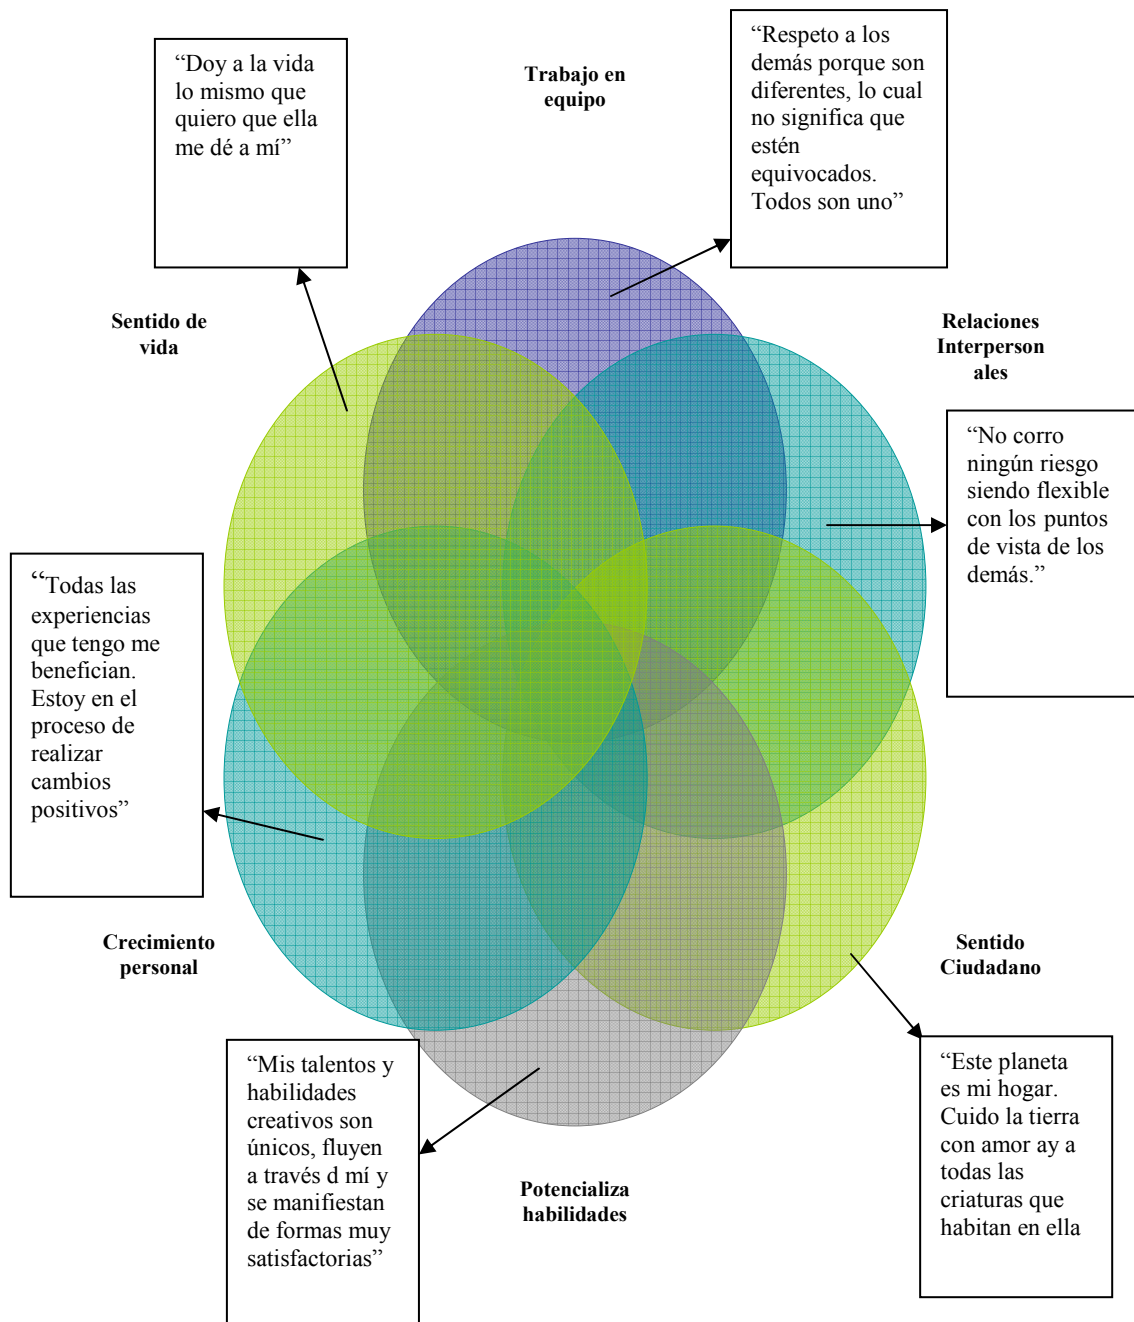 “Doy a la vida
lo mismo que
quiero que ella
me dé a mí”
Trabajo en
equipo
“Respeto a los
demás porque son
diferentes, lo cual
no significa que
estén
equivocados.
Todos son uno”
Sentido de
vida
Relaciones
Interperson
ales
“No corro
ningún riesgo
siendo flexible
con los puntos
de vista de los
demás.”
“Todas las
experiencias
que tengo me
benefician.
Estoy en el
proceso de
realizar
cambios
positivos”
Crecimiento
personal
Sentido
Ciudadano
“Mis talentos y
habilidades
creativos son
únicos, fluyen
a través d mí y
se manifiestan
de formas muy
satisfactorias”
Potencializa
habilidades
“Este planeta
es mi hogar.
Cuido la tierra
con amor ay a
todas las
criaturas que
habitan en ella